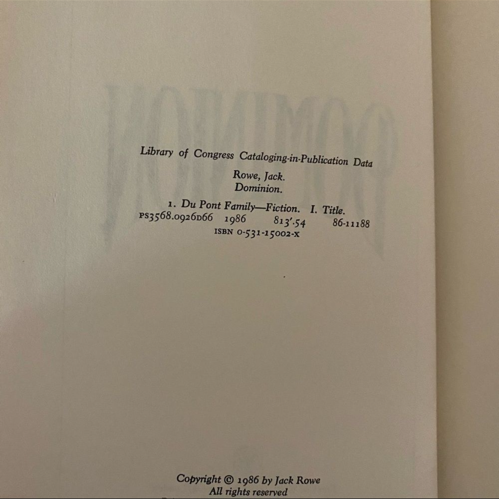 Library of Congress Cataloging-in-Publication Data
Rowe, Jack.
Dominion.
1. Du Pont Family—Fiction. I. Title.
PS3568.O926D66 1986 813'.54 86-11188
ISBN 0-531-15002-X
Copyright © 1986 by Jack Rowe
All rights reserved
DOMINION